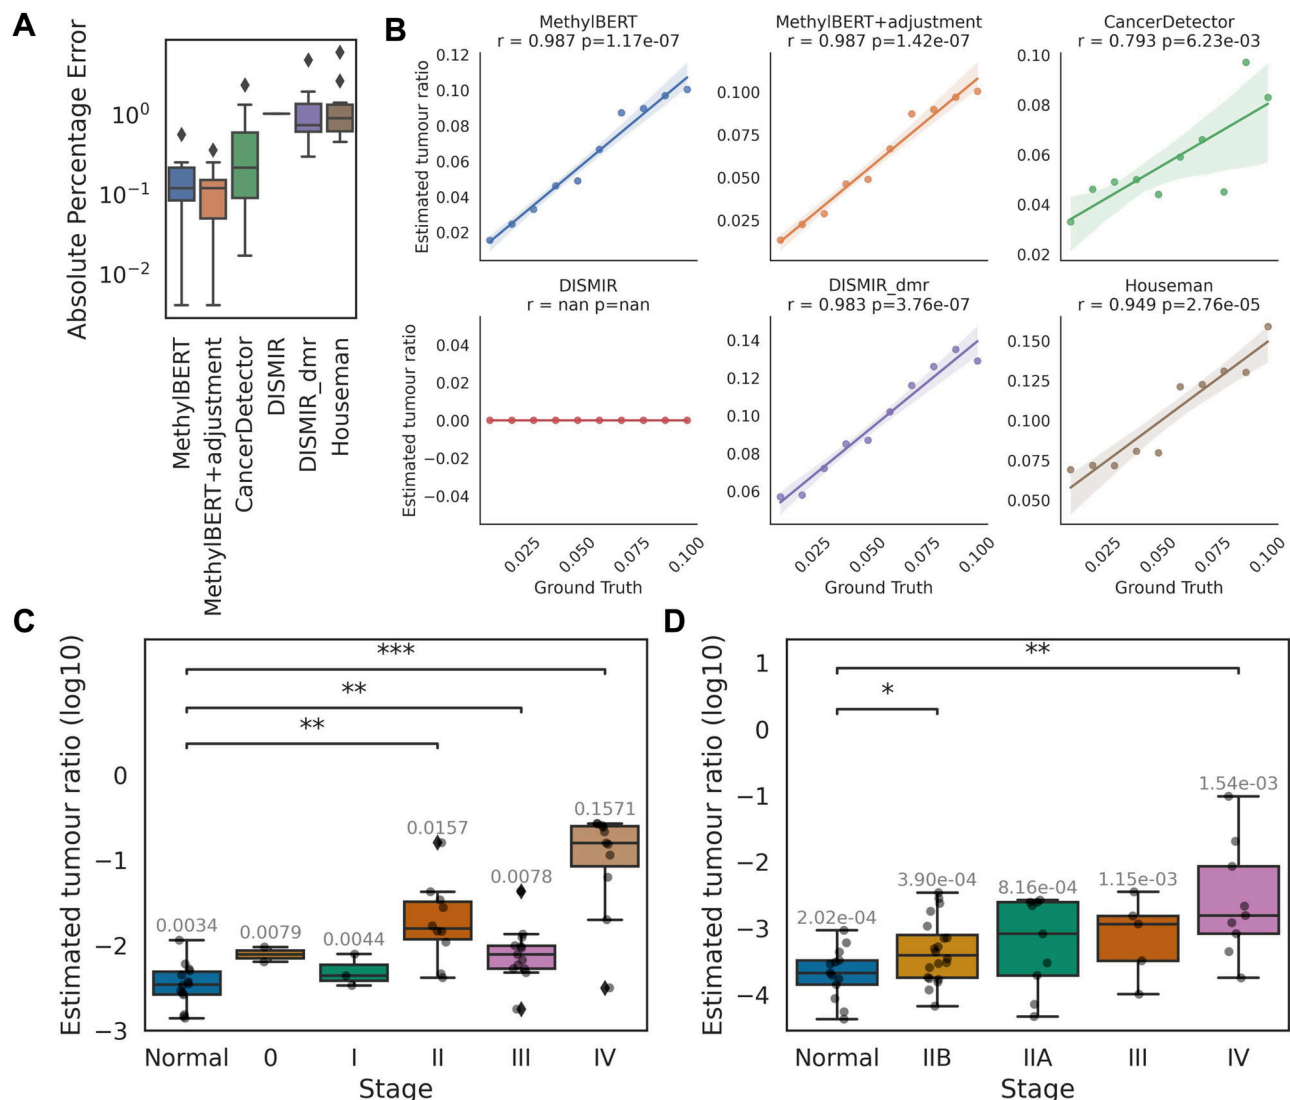 A
Absolute Percentage Error
10^0
10^-1
10^-2
MethylBERT
MethylBERT+adjustment
CancerDetector
DISMIR
DISMIR_dmr
Houseman
B
MethylBERT
r = 0.987 p=1.17e-07
Estimated tumour ratio
0.12
0.10
0.08
0.06
0.04
0.02
MethylBERT+adjustment
r = 0.987 p=1.42e-07
0.100
0.075
0.050
0.025
CancerDetector
r = 0.793 p=6.23e-03
0.10
0.08
0.06
0.04
0.02
DISMIR
r = nan p=nan
Estimated tumour ratio
0.04
0.02
0.00
−0.02
−0.04
0.025
0.050
0.075
0.100
Ground Truth
DISMIR_dmr
r = 0.983 p=3.76e-07
0.14
0.12
0.10
0.08
0.06
0.025
0.050
0.075
0.100
Ground Truth
Houseman
r = 0.949 p=2.76e-05
0.150
0.125
0.100
0.075
0.050
0.025
0.050
0.075
0.100
Ground Truth
C
Estimated tumour ratio (log10)
0
−1
−2
−3
***
**
**
0.0034
0.0079
0.0044
0.0157
0.0078
0.1571
Normal
0
I
II
III
IV
Stage
D
Estimated tumour ratio (log10)
1
0
−1
−2
−3
−4
**
*
2.02e-04
3.90e-04
8.16e-04
1.15e-03
1.54e-03
Normal
IIB
IIA
III
IV
Stage